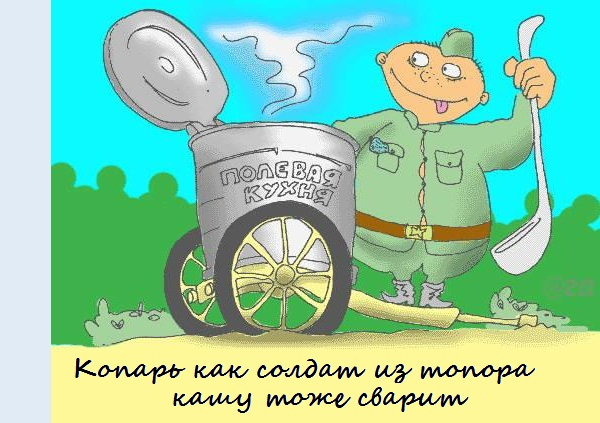 ПОЛЕВАЯ
КУХНЯ
Копарь как солдат из топора
кашу тоже сварит